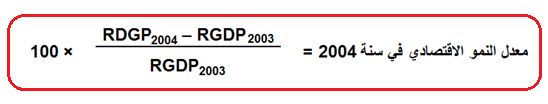 معدل النمو الاقتصادي في سنة 2004 = RDGP2004 – RGDP2003
RGDP2003
× 100